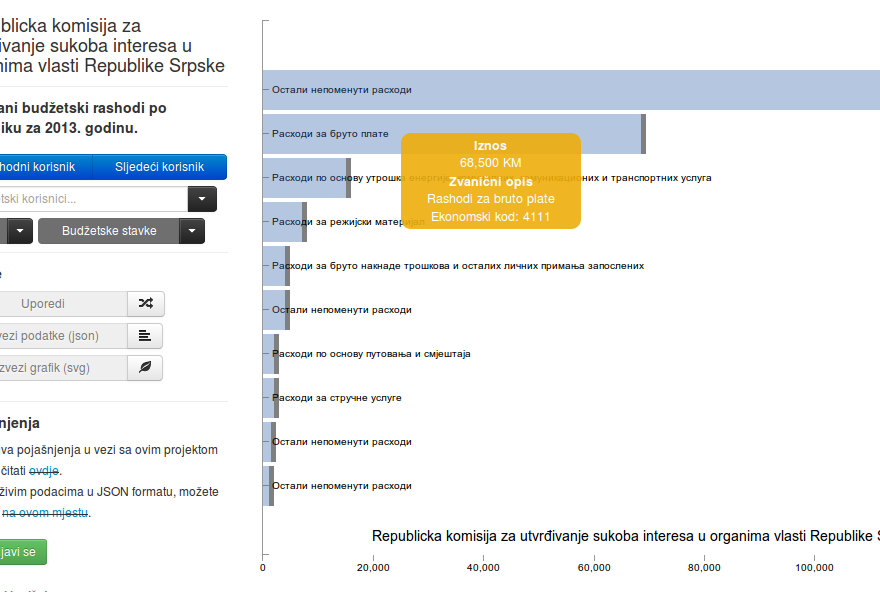 blicka komisija za
ivanje sukoba interesa u
nima vlasti Republike Srpske
ani budžetski rashodi po
iku za 2013. godinu.
hodni korisnik
Sljedeći korisnik
tski korisnici...
Budžetske stavke
e
Uporedi
vezi podatke (json)
zvezi grafik (svg)
njenja
va pojašnjenja u vezi sa ovim projektom
čitati ovdje.
živim podacima u JSON formatu, možete
na ovom mjestu.
javi se
Остали непоменути расходи
Расходи за бруто плате
Iznos
68,500 KM
Zvanični opis
Rashodi za bruto plate
Ekonomski kod: 4111
Расходи по основу утрошка енергије, комуналних, комуникационих и транспортних услуга
Расходи за режијски материјал
Расходи за бруто накнаде трошкова и осталих личних примања запослених
Остали непоменути расходи
Расходи по основу путовања и смјештаја
Расходи за стручне услуге
Остали непоменути расходи
Остали непоменути расходи
Republicka komisija za utvrđivanje sukoba interesa u organima vlasti Republike S
0
20,000
40,000
60,000
80,000
100,000